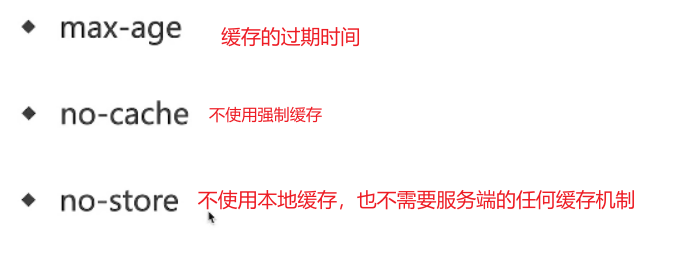 ◆ max-age 缓存的过期时间
◆ no-cache 不使用强制缓存
◆ no-store 不使用本地缓存，也不需要服务端的任何缓存机制